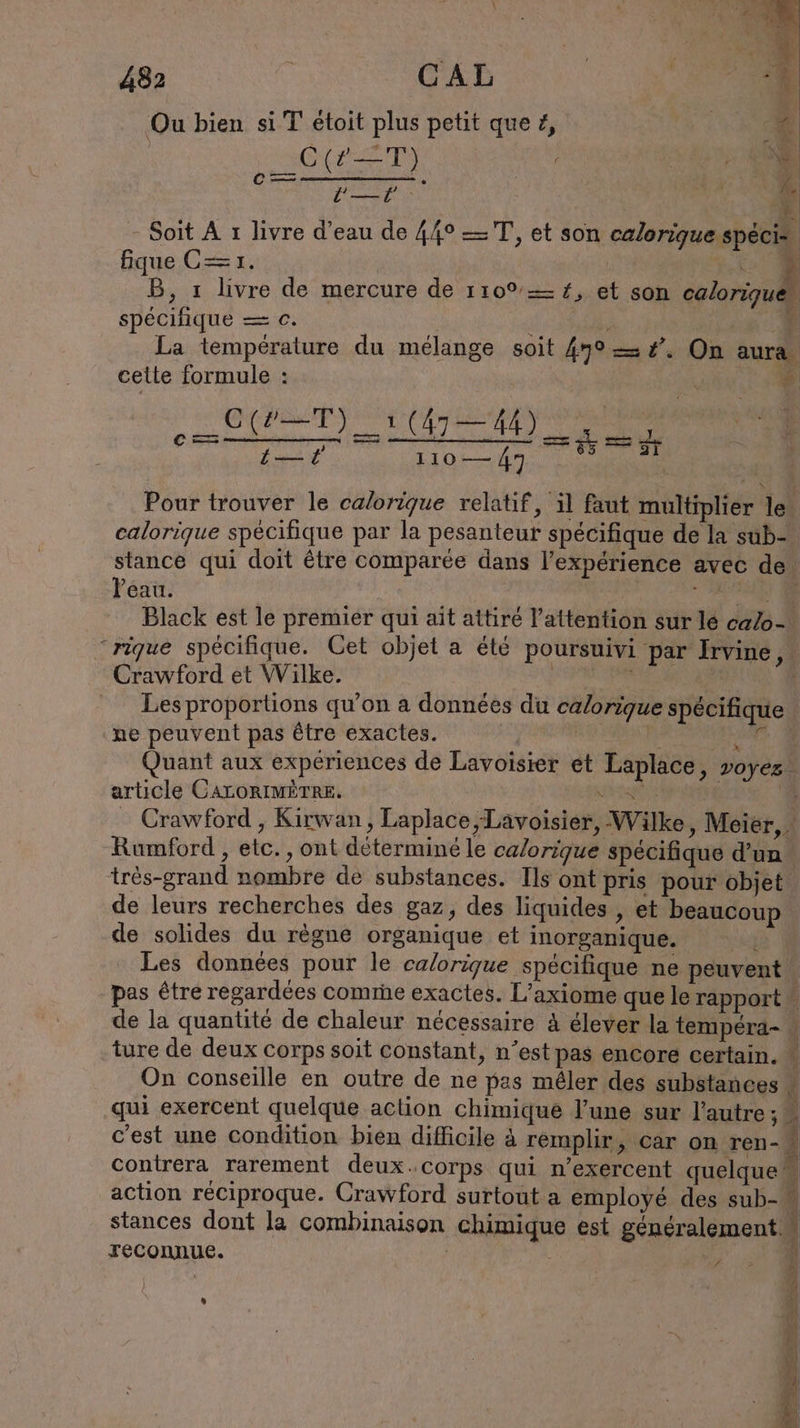 482 CAL
Ou bien si T étoit plus petit que t,
c = C (t' — T) / t' — t'.
Soit A 1 livre d'eau de 44° = T, et son calorique spéci-
fique C = 1.
B, 1 livre de mercure de 110° = t, et son calorique
spécifique = c.
La température du mélange soit 47° = t'. On aura
cette formule :
c = C (t' — T) / t — t' = 1 (47 — 44) / 110 — 47 = 3/63 = 1/21
Pour trouver le calorique relatif, il faut multiplier le
calorique spécifique par la pesanteur spécifique de la sub-
stance qui doit être comparée dans l'expérience avec de
l'eau.
Black est le premier qui ait attiré l'attention sur le calo-
rique spécifique. Cet objet a été poursuivi par Irvine,
Crawford et Wilke.
Les proportions qu'on a données du calorique spécifique
ne peuvent pas être exactes.
Quant aux expériences de Lavoisier et Laplace, voyez
article CALORIMÈTRE.
Crawford, Kirwan, Laplace, Lavoisier, Wilke, Meier,
Rumford, etc., ont déterminé le calorique spécifique d'un
très-grand nombre de substances. Ils ont pris pour objet
de leurs recherches des gaz, des liquides, et beaucoup
de solides du règne organique et inorganique.
Les données pour le calorique spécifique ne peuvent
pas être regardées comme exactes. L'axiome que le rapport
de la quantité de chaleur nécessaire à élever la tempéra-
ture de deux corps soit constant, n'est pas encore certain.
On conseille en outre de ne pas mêler des substances
qui exercent quelque action chimique l'une sur l'autre;
c'est une condition bien difficile à remplir, car on ren-
contrera rarement deux corps qui n'exercent quelque
action réciproque. Crawford surtout a employé des sub-
stances dont la combinaison chimique est généralement
reconnue.